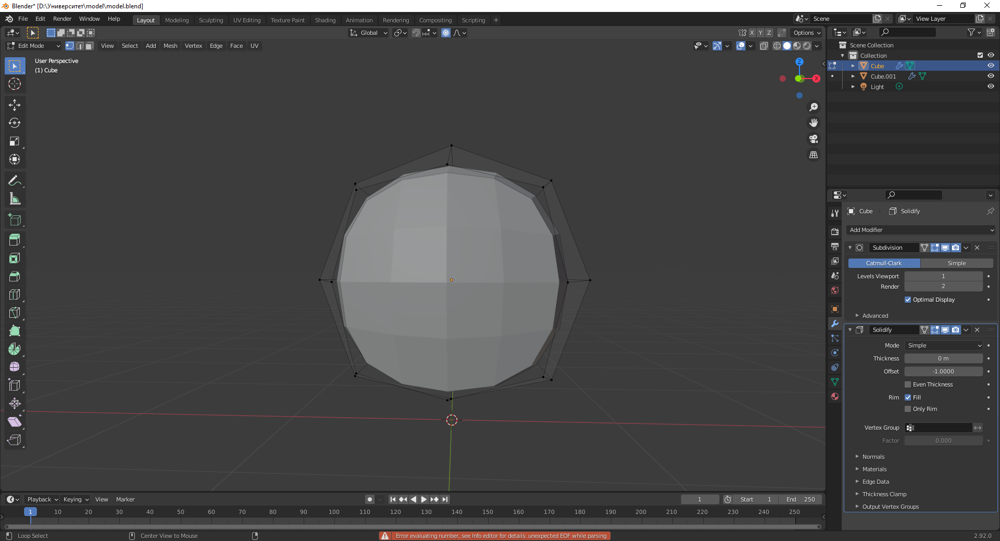 Blender* [D:\Университет\model\model.blend]
File Edit Render Window Help Layout Modeling Sculpting UV Editing Texture Paint Shading Animation Rendering Compositing Scripting + Scene View Layer
Global X Y Z Options
Edit Mode View Select Add Mesh Vertex Edge Face UV
User Perspective
(1) Cube
Z
X
Scene Collection
Collection
Cube
Cube.001
Light
Cube Solidify
Add Modifier
Subdivision
Catmull-Clark Simple
Levels Viewport 1
Render 2
Optimal Display
Advanced
Solidify
Mode Simple
Thickness 0 m
Offset -1.0000
Even Thickness
Rim Fill
Only Rim
Vertex Group
Factor 0.000
Normals
Materials
Edge Data
Thickness Clamp
Output Vertex Groups
Playback Keying View Marker 1 Start 1 End 250
1 10 20 30 40 50 60 70 80 90 100 110 120 130 140 150 160 170 180 190 200 210 220 230 240 250
Loop Select Center View to Mouse Error evaluating number, see Info editor for details: unexpected EOF while parsing 2.92.0